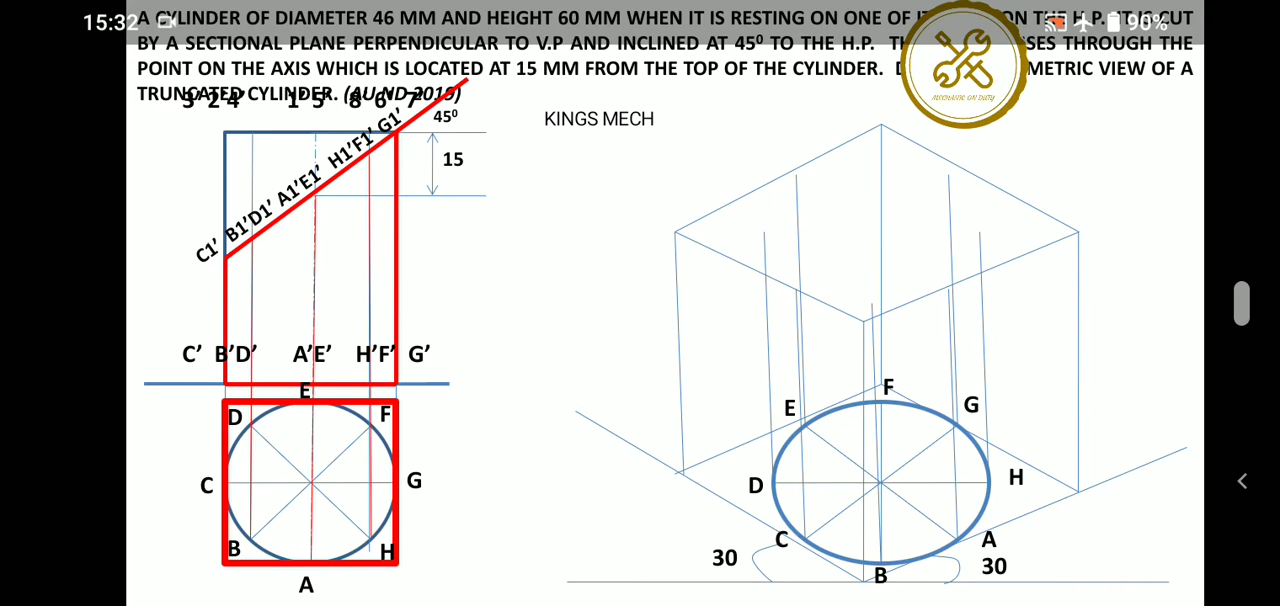 15:32
90%
A CYLINDER OF DIAMETER 46 MM AND HEIGHT 60 MM WHEN IT IS RESTING ON ONE OF ON THE H.P. IT IS CUT
BY A SECTIONAL PLANE PERPENDICULAR TO V.P AND INCLINED AT 45⁰ TO THE H.P. THROUGH THE
POINT ON THE AXIS WHICH IS LOCATED AT 15 MM FROM THE TOP OF THE CYLINDER. VIEW OF A
TRUNCATED CYLINDER. (AU ND 2019)
MECHANIC ON DUTY
3' 2'4' 1' 5' 8' 6' 7'
45⁰
KINGS MECH
15
C1' B1'D1' A1'E1' H1'F1' G1'
C' B'D' A'E' H'F' G'
E
D F
C G
B H
A
F
E G
D H
C A
30 30
B